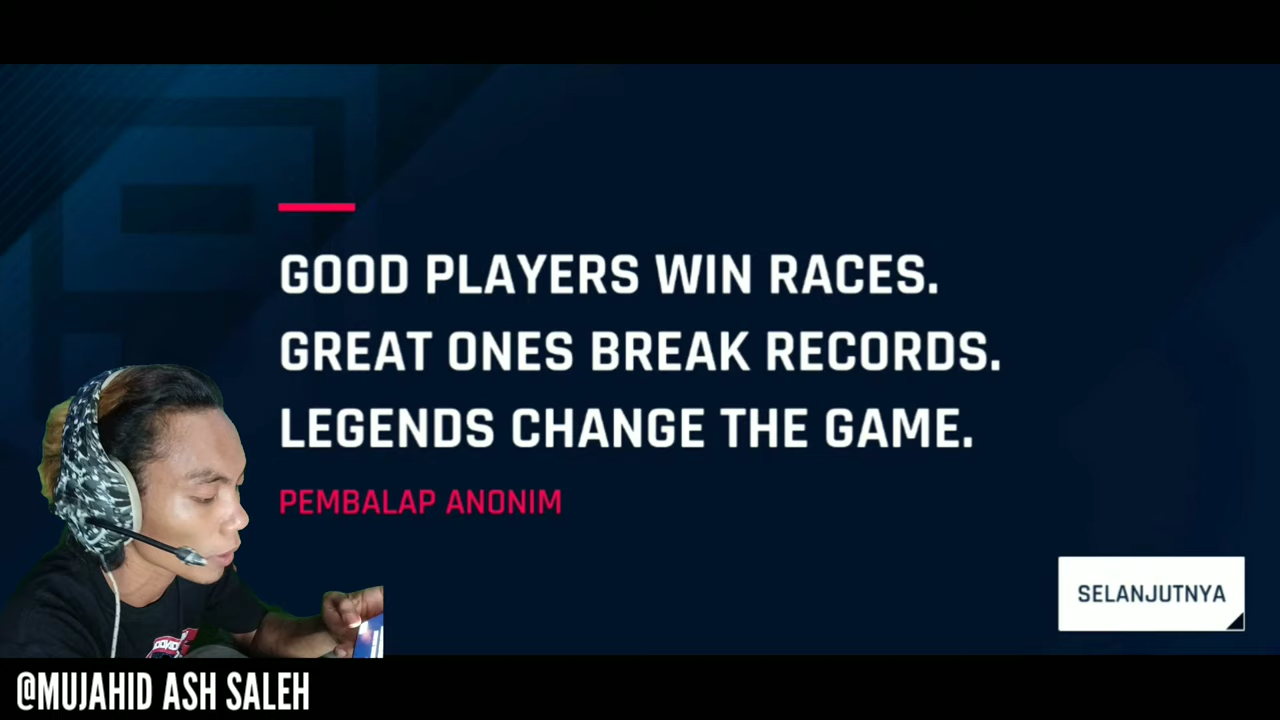 GOOD PLAYERS WIN RACES.
GREAT ONES BREAK RECORDS.
LEGENDS CHANGE THE GAME.
PEMBALAP ANONIM
SELANJUTNYA
@MUJAHID ASH SALEH